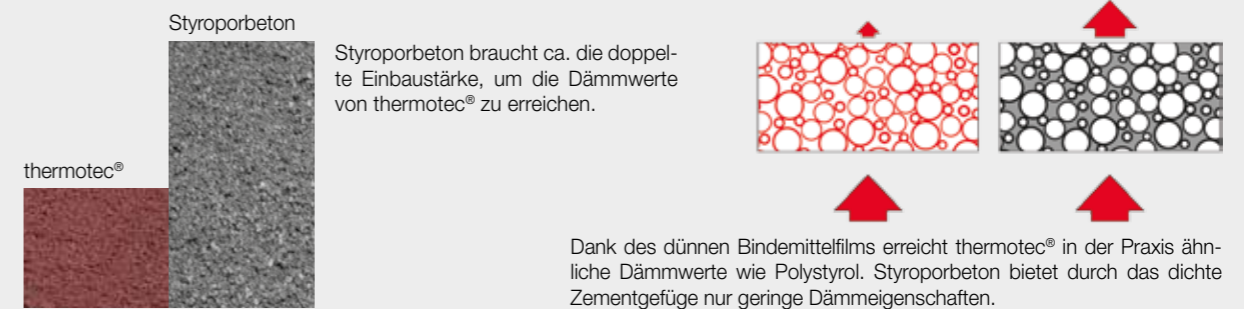 Styroporbeton
Styroporbeton braucht ca. die doppel-
te Einbaustärke, um die Dämmwerte
von thermotec® zu erreichen.
thermotec®
Dank des dünnen Bindemittelfilms erreicht thermotec® in der Praxis ähn-
liche Dämmwerte wie Polystyrol. Styroporbeton bietet durch das dichte
Zementgefüge nur geringe Dämmeigenschaften.